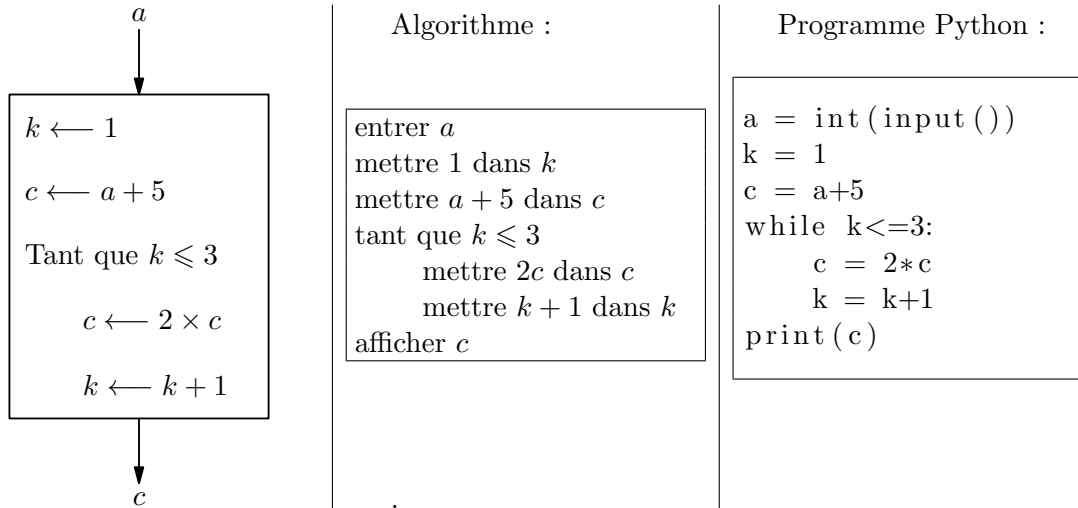 a
k ⟵ 1
c ⟵ a + 5
Tant que k ⩽ 3
c ⟵ 2 × c
k ⟵ k + 1
c
Algorithme :
entrer a
mettre 1 dans k
mettre a + 5 dans c
tant que k ⩽ 3
mettre 2c dans c
mettre k + 1 dans k
afficher c
Programme Python :
a = int(input())
k = 1
c = a+5
while k<=3:
c = 2*c
k = k+1
print(c)